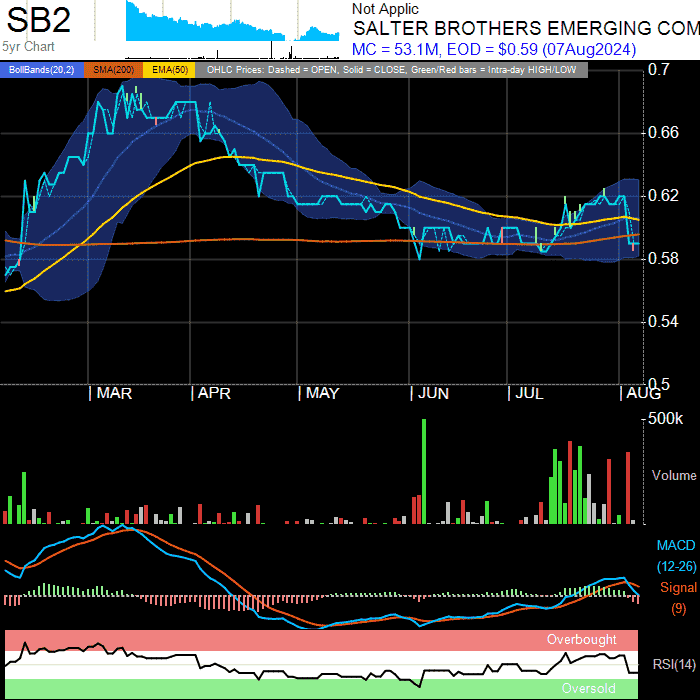 SB2
5yr Chart
Not Applic
SALTER BROTHERS EMERGING COM
MC = 53.1M, EOD = $0.59 (07Aug2024)
BollBands(20,2) SMA(200) EMA(50) OHLC Prices: Dashed = OPEN, Solid = CLOSE, Green/Red bars = Intra-day HIGH/LOW
0.7
0.66
0.62
0.58
0.54
0.5
MAR APR MAY JUN JUL AUG
500k
Volume
MACD
(12-26)
Signal
(9)
Overbought
RSI(14)
Oversold